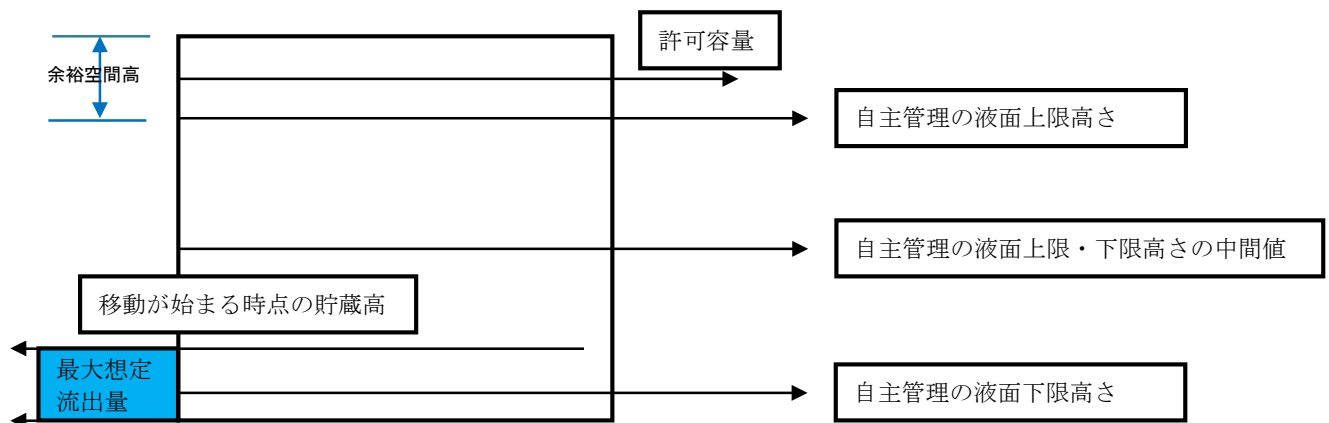 許可容量
余裕空間高
自主管理の液面上限高さ
自主管理の液面上限・下限高さの中間値
移動が始まる時点の貯蔵高
最大想定
流出量
自主管理の液面下限高さ